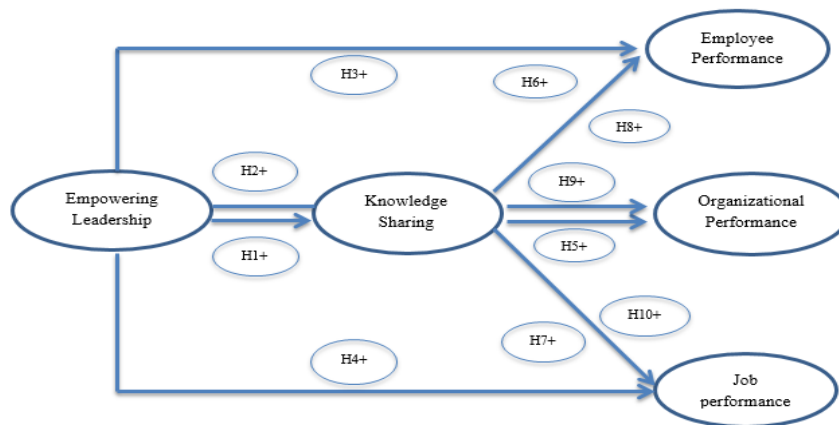 Employee
Performance
H3+
H6+
H8+
H2+
H9+
Empowering
Leadership
Knowledge
Sharing
Organizational
Performance
H1+
H5+
H10+
H7+
H4+
Job
performance